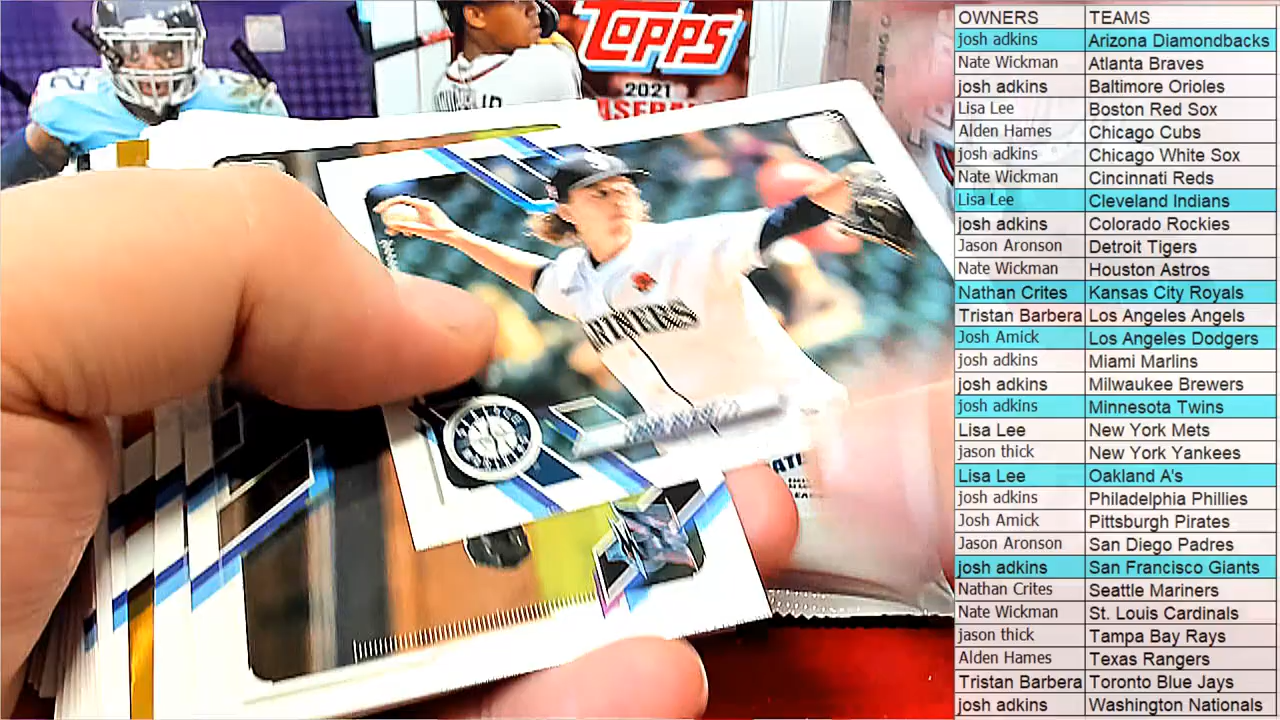 TOPPS
2021
BASEBA
RINERS
OWNERS TEAMS
josh adkins Arizona Diamondbacks
Nate Wickman Atlanta Braves
josh adkins Baltimore Orioles
Lisa Lee Boston Red Sox
Alden Hames Chicago Cubs
josh adkins Chicago White Sox
Nate Wickman Cincinnati Reds
Lisa Lee Cleveland Indians
josh adkins Colorado Rockies
Jason Aronson Detroit Tigers
Nate Wickman Houston Astros
Nathan Crites Kansas City Royals
Tristan Barbera Los Angeles Angels
Josh Amick Los Angeles Dodgers
josh adkins Miami Marlins
josh adkins Milwaukee Brewers
josh adkins Minnesota Twins
Lisa Lee New York Mets
jason thick New York Yankees
Lisa Lee Oakland A's
josh adkins Philadelphia Phillies
Josh Amick Pittsburgh Pirates
Jason Aronson San Diego Padres
josh adkins San Francisco Giants
Nathan Crites Seattle Mariners
Nate Wickman St. Louis Cardinals
jason thick Tampa Bay Rays
Alden Hames Texas Rangers
Tristan Barbera Toronto Blue Jays
josh adkins Washington Nationals